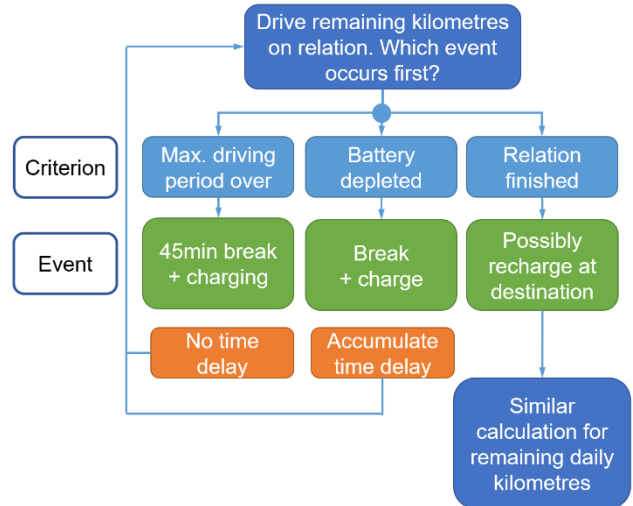 Drive remaining kilometres
on relation. Which event
occurs first?
Criterion
Max. driving
period over
Battery
depleted
Relation
finished
Event
45min break
+ charging
Break
+ charge
Possibly
recharge at
destination
No time
delay
Accumulate
time delay
Similar
calculation for
remaining daily
kilometres